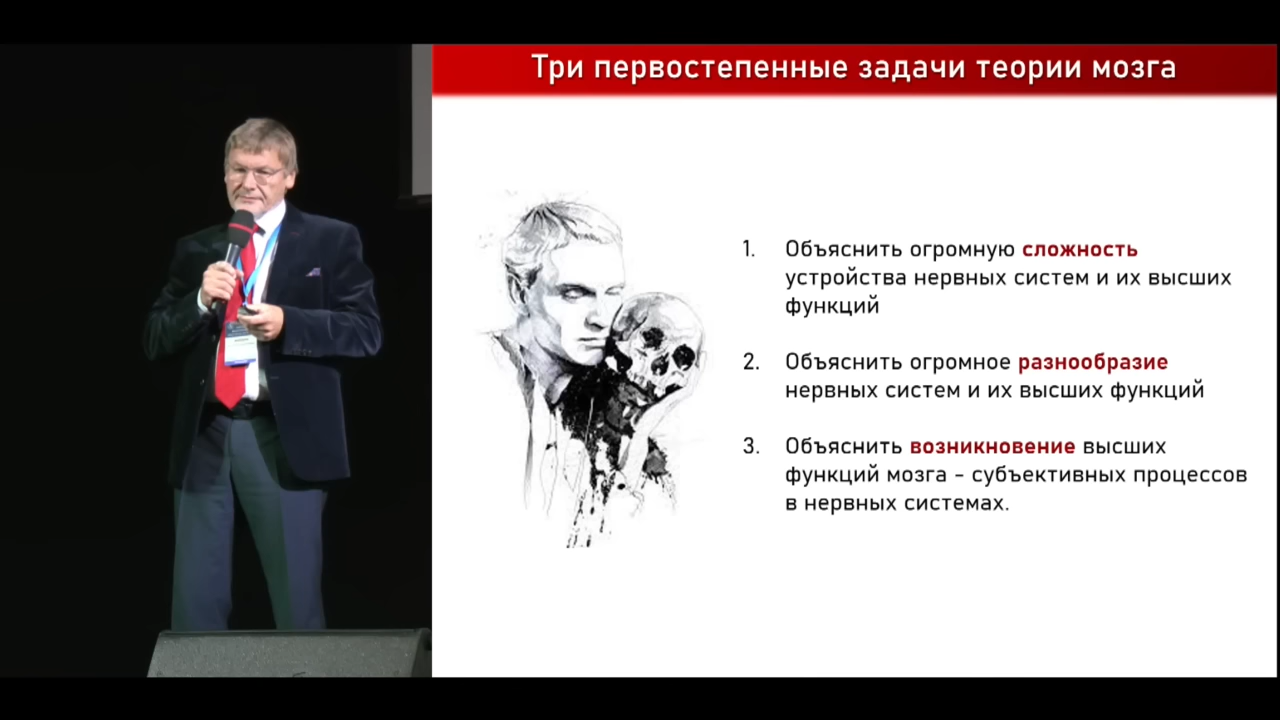 Три первостепенные задачи теории мозга
1. Объяснить огромную сложность
устройства нервных систем и их высших
функций
2. Объяснить огромное разнообразие
нервных систем и их высших функций
3. Объяснить возникновение высших
функций мозга - субъективных процессов
в нервных системах.